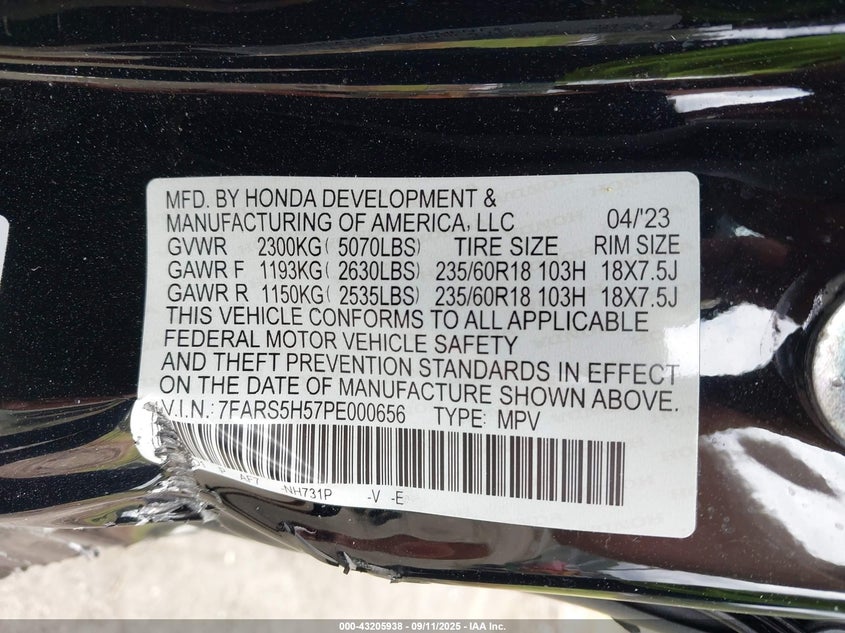 MFD. BY HONDA DEVELOPMENT &
MANUFACTURING OF AMERICA, LLC 04/'23
GVWR 2300KG( 5070LBS) TIRE SIZE RIM SIZE
GAWR F 1193KG( 2630LBS) 235/60R18 103H 18X7.5J
GAWR R 1150KG( 2535LBS) 235/60R18 103H 18X7.5J
THIS VEHICLE CONFORMS TO ALL APPLICABLE
FEDERAL MOTOR VEHICLE SAFETY
AND THEFT PREVENTION STANDARDS IN EFFECT
ON THE DATE OF MANUFACTURE SHOWN ABOVE.
V.I.N.: 7FARS5H57PE000656 TYPE: MPV
AF7 -NH731P -V -E
000-43205938 - 09/11/2025 - IAA Inc.